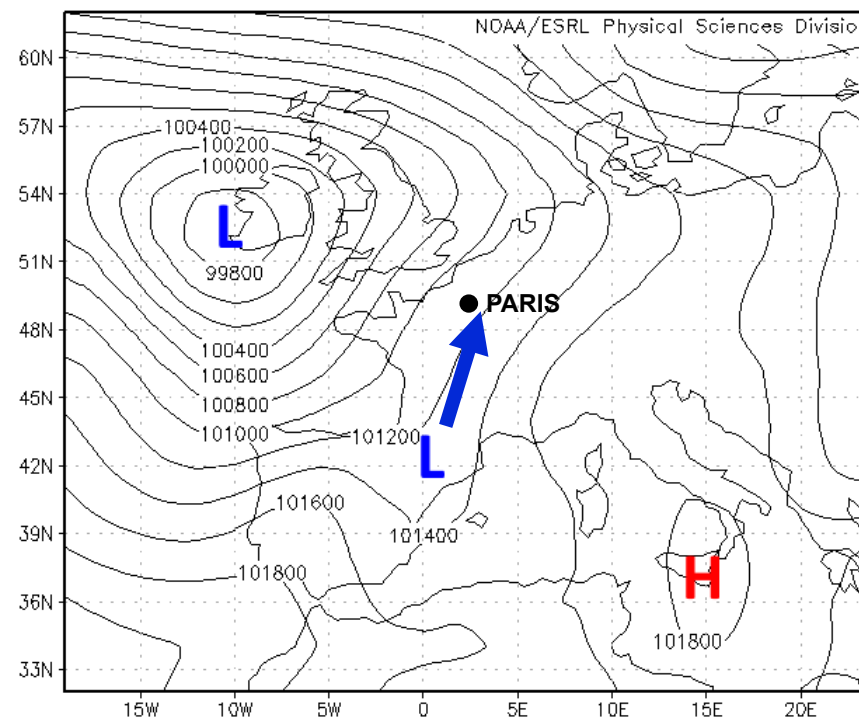 NOAA/ESRL Physical Sciences Divisio
60N
57N
100400
100200
100000
54N
L
51N
99800
PARIS
48N
100400
100600
45N
100800
101000
101200
42N
L
101600
39N
101400
101800
H
36N
101800
33N
15W
10W
5W
0
5E
10E
15E
20E